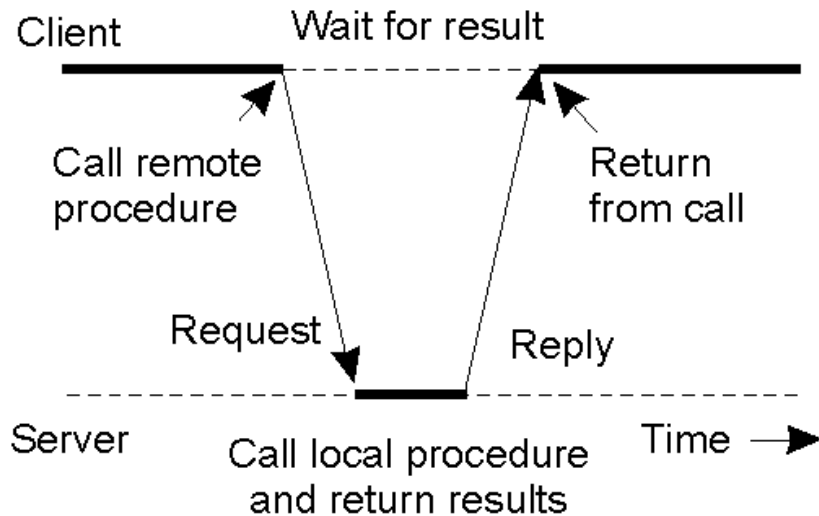 Client
Wait for result
Call remote
procedure
Return
from call
Request
Reply
Server
Time
Call local procedure
and return results